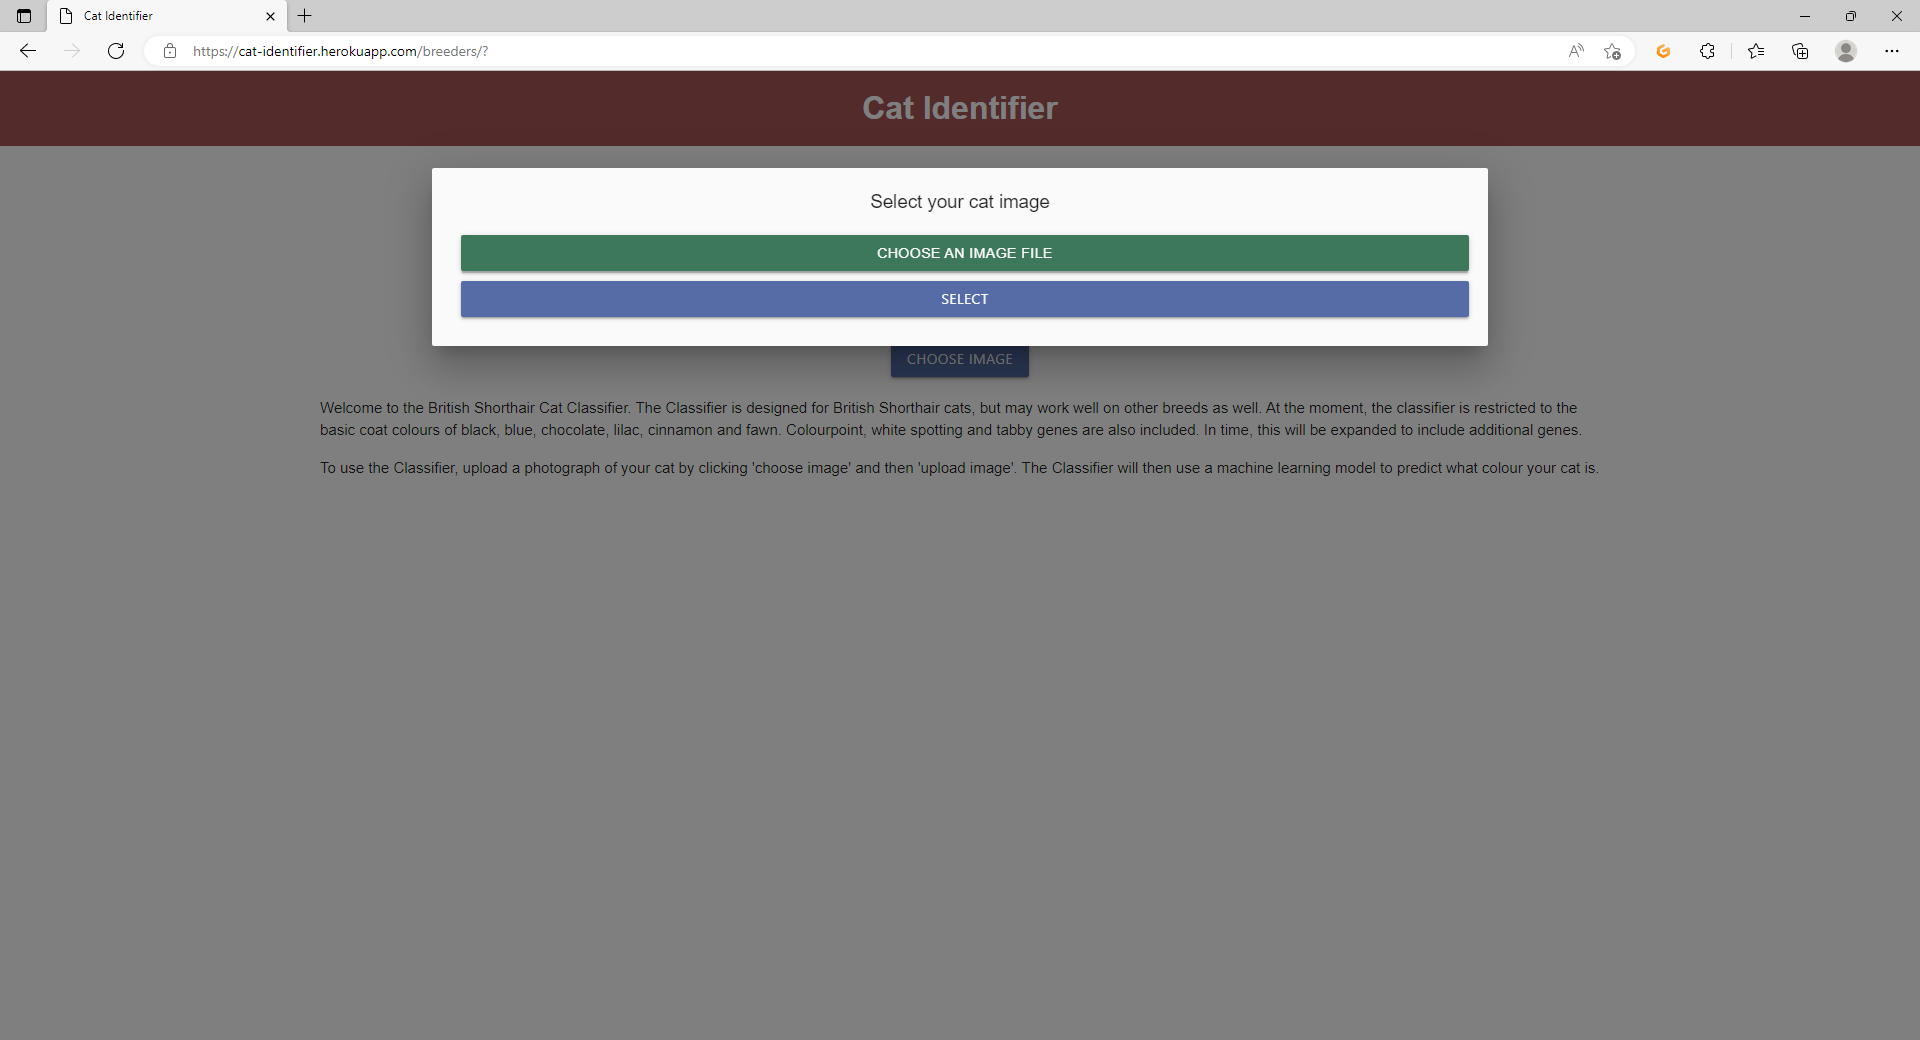 Cat Identifier
https://cat-identifier.herokuapp.com/breeders/?
Cat Identifier
Select your cat image
CHOOSE AN IMAGE FILE
SELECT
CHOOSE IMAGE
Welcome to the British Shorthair Cat Classifier. The Classifier is designed for British Shorthair cats, but may work well on other breeds as well. At the moment, the classifier is restricted to the
basic coat colours of black, blue, chocolate, lilac, cinnamon and fawn. Colourpoint, white spotting and tabby genes are also included. In time, this will be expanded to include additional genes.
To use the Classifier, upload a photograph of your cat by clicking 'choose image' and then 'upload image'. The Classifier will then use a machine learning model to predict what colour your cat is.